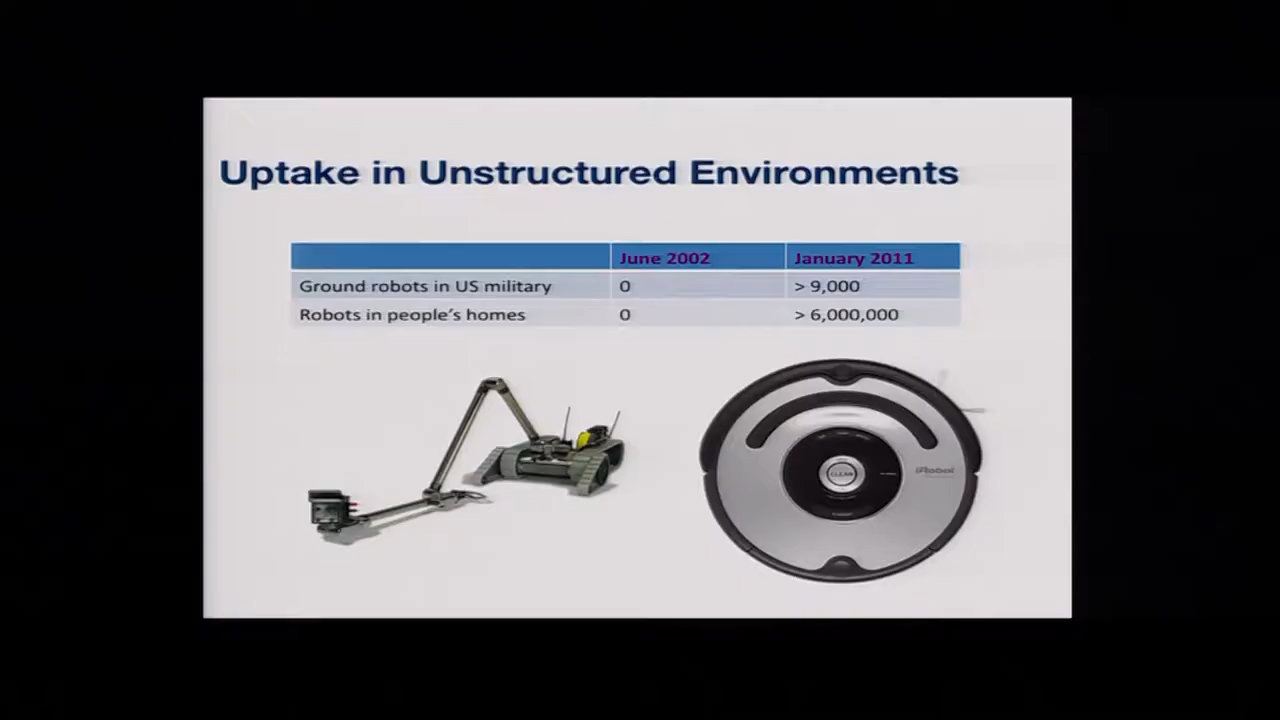 Uptake in Unstructured Environments
June 2002 January 2011
Ground robots in US military 0 > 9,000
Robots in people's homes 0 > 6,000,000
CLEAN
iRobot